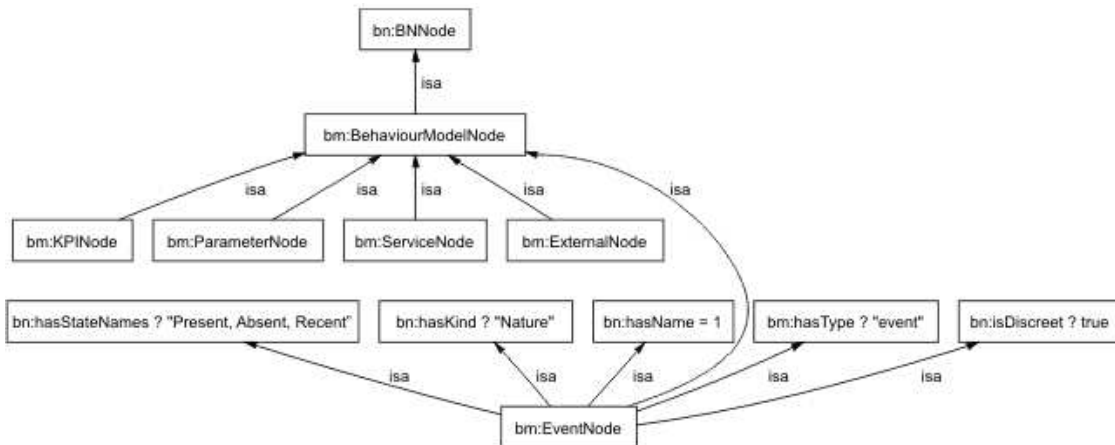 bn:BNNode
isa
bm:BehaviourModelNode
isa isa isa isa isa
bm:KPINode bm:ParameterNode bm:ServiceNode bm:ExternalNode
bn:hasStateNames ? "Present, Absent, Recent" bn:hasKind ? "Nature" bn:hasName = 1 bm:hasType ? "event" bn:isDiscreet ? true
isa isa isa isa isa
bm:EventNode